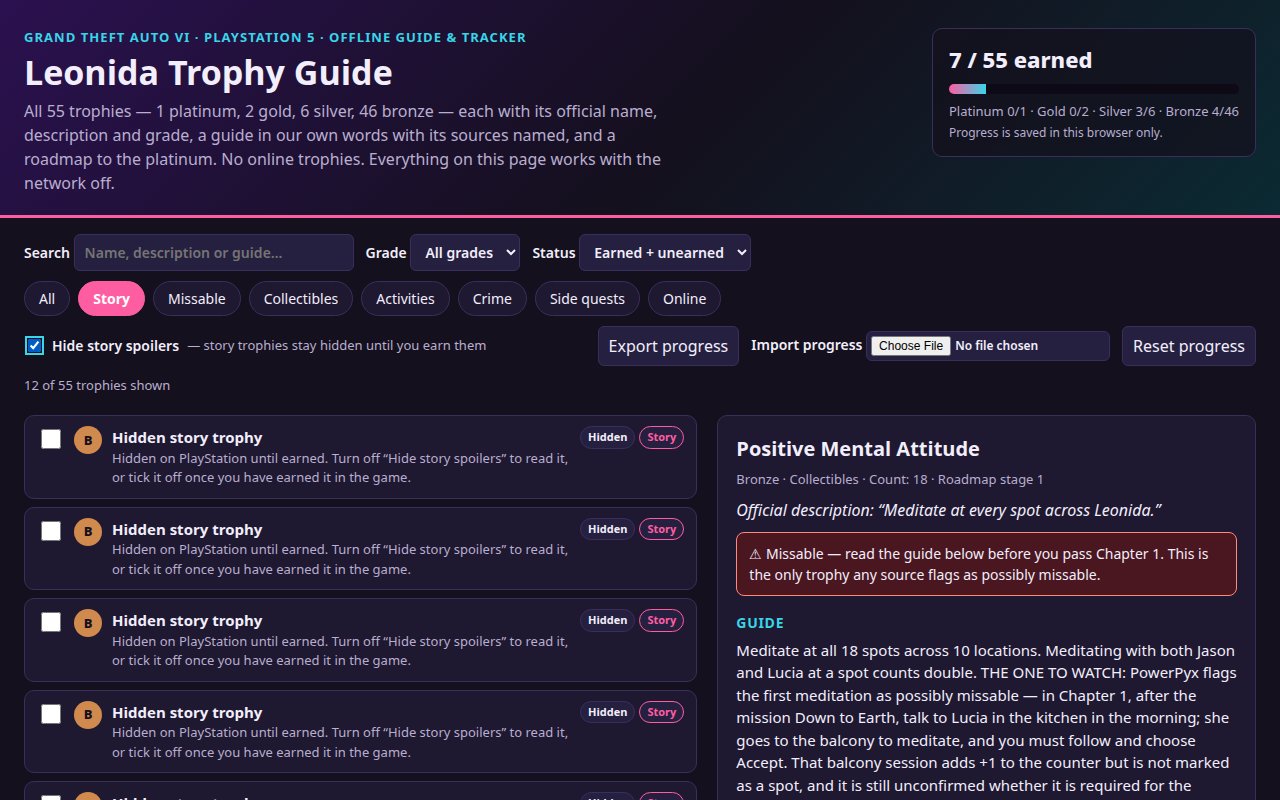 GRAND THEFT AUTO VI · PLAYSTATION 5 · OFFLINE GUIDE & TRACKER
Leonida Trophy Guide
All 55 trophies — 1 platinum, 2 gold, 6 silver, 46 bronze — each with its official name,
description and grade, a guide in our own words with its sources named, and a
roadmap to the platinum. No online trophies. Everything on this page works with the
network off.
7 / 55 earned
Platinum 0/1 · Gold 0/2 · Silver 3/6 · Bronze 4/46
Progress is saved in this browser only.
Search Name, description or guide... Grade All grades Status Earned + unearned
All Story Missable Collectibles Activities Crime Side quests Online
Hide story spoilers — story trophies stay hidden until you earn them
Export progress Import progress Choose File No file chosen Reset progress
12 of 55 trophies shown
B Hidden story trophy Hidden Story
Hidden on PlayStation until earned. Turn off “Hide story spoilers” to read it,
or tick it off once you have earned it in the game.
B Hidden story trophy Hidden Story
Hidden on PlayStation until earned. Turn off “Hide story spoilers” to read it,
or tick it off once you have earned it in the game.
B Hidden story trophy Hidden Story
Hidden on PlayStation until earned. Turn off “Hide story spoilers” to read it,
or tick it off once you have earned it in the game.
B Hidden story trophy Hidden Story
Hidden on PlayStation until earned. Turn off “Hide story spoilers” to read it,
or tick it off once you have earned it in the game.
Positive Mental Attitude
Bronze · Collectibles · Count: 18 · Roadmap stage 1
Official description: “Meditate at every spot across Leonida.”
⚠ Missable — read the guide below before you pass Chapter 1. This is
the only trophy any source flags as possibly missable.
GUIDE
Meditate at all 18 spots across 10 locations. Meditating with both Jason
and Lucia at a spot counts double. THE ONE TO WATCH: PowerPyx flags
the first meditation as possibly missable — in Chapter 1, after the
mission Down to Earth, talk to Lucia in the kitchen in the morning; she
goes to the balcony to meditate, and you must follow and choose
Accept. That balcony session adds +1 to the counter but is not marked
as a spot, and it is still unconfirmed whether it is required for the